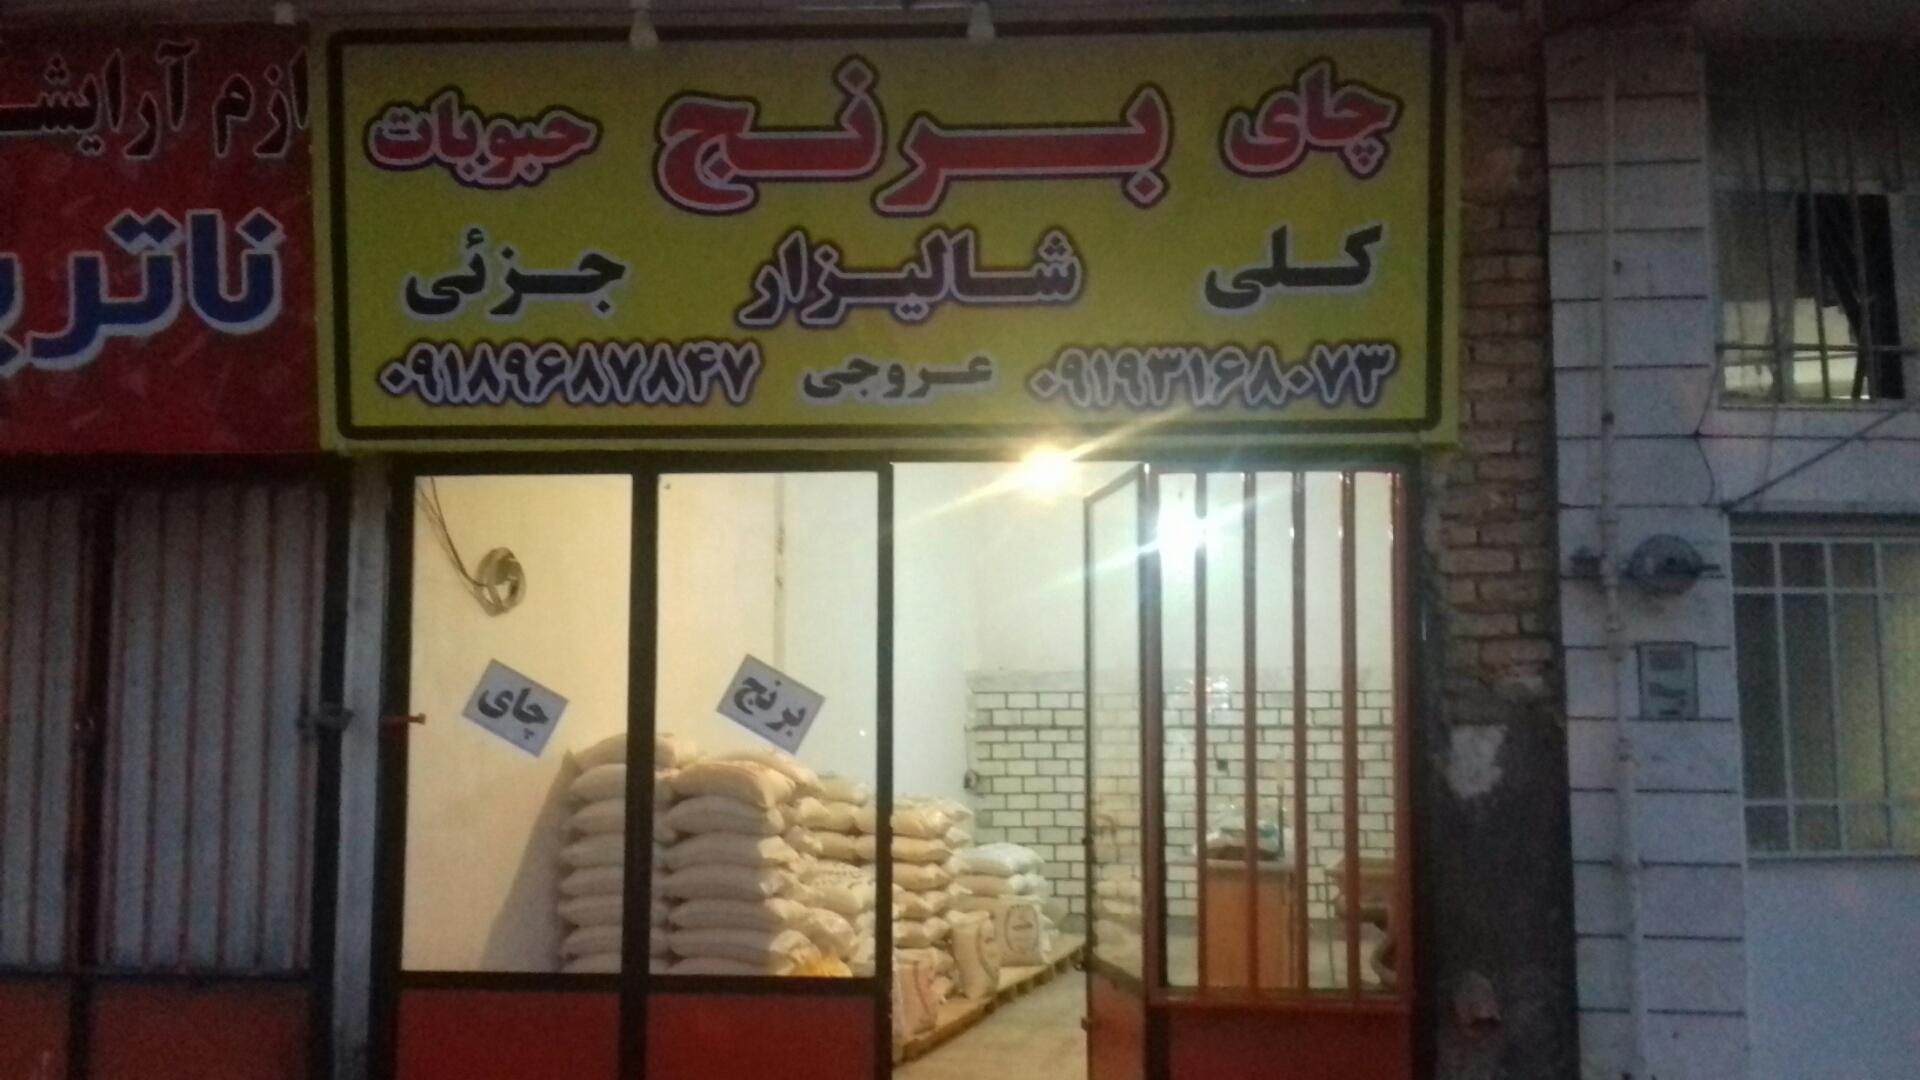 چای برنج حبوبات
کلی شالیزار جزئی
۰۹۱۹۳۱۶۸۰۷۳ عروجی ۰۹۱۸۹۶۸۷۸۴۷
ازم آرایش
ناتر
برنج
چای